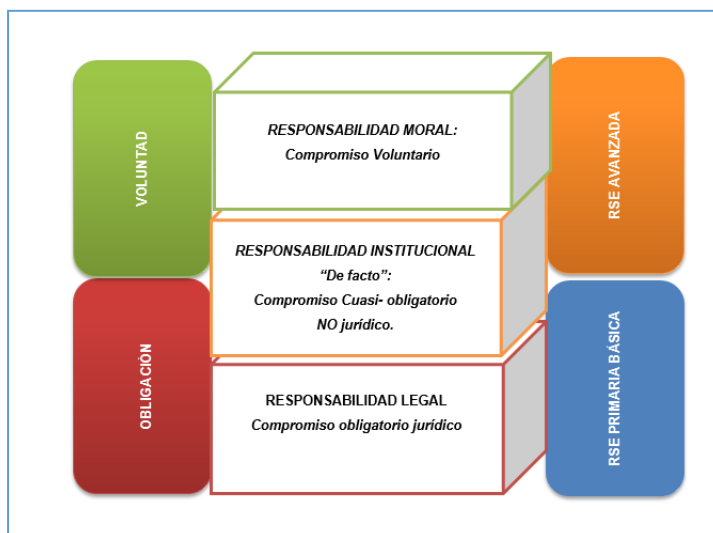 VOLUNTAD
RESPONSABILIDAD MORAL:
Compromiso Voluntario
RSE AVANZADA
RESPONSABILIDAD INSTITUCIONAL
“De facto”:
Compromiso Cuasi- obligatorio
NO jurídico.
OBLIGACIÓN
RESPONSABILIDAD LEGAL
Compromiso obligatorio jurídico
RSE PRIMARIA BÁSICA